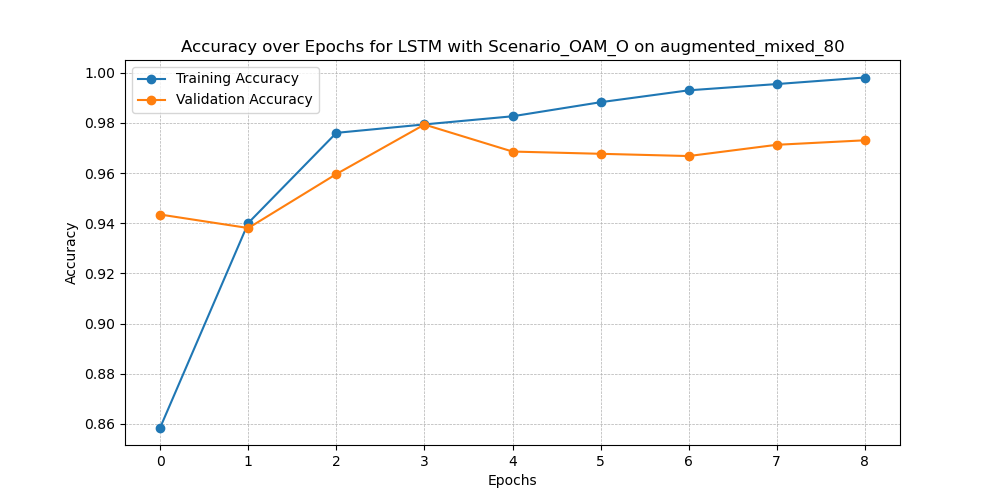 Accuracy over Epochs for LSTM with Scenario_OAM_O on augmented_mixed_80
Training Accuracy
Validation Accuracy
1.00
0.98
0.96
0.94
0.92
0.90
0.88
0.86
Accuracy
0 1 2 3 4 5 6 7 8
Epochs